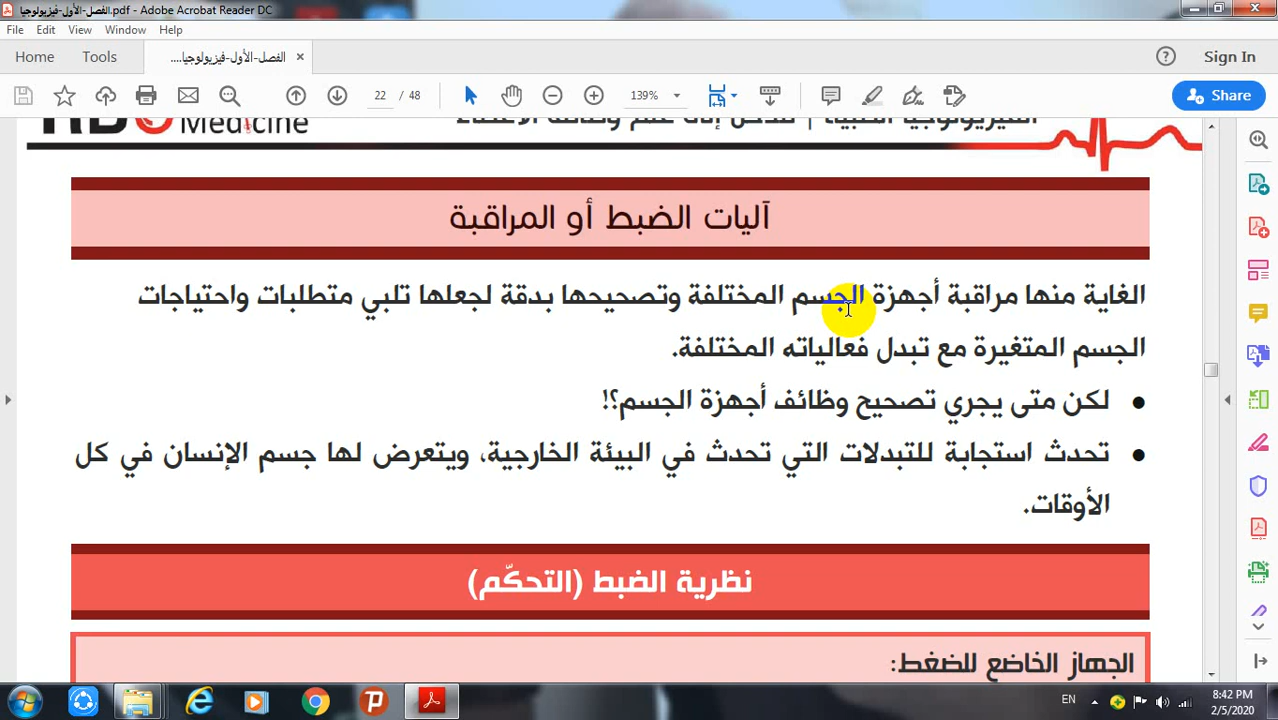 الفصل-الأول-فيزيولوجيا.pdf - Adobe Acrobat Reader DC
File Edit View Window Help
Home Tools الفصل-الأول-فيزيولوجيا.... × Sign In
22 / 48 139% Share
Medicine
آليات الضبط أو المراقبة
الغاية منها مراقبة أجهزة الجسم المختلفة وتصحيحها بدقة لجعلها تلبي متطلبات واحتياجات
الجسم المتغيرة مع تبدل فعالياته المختلفة.
● لكن متى يجري تصحيح وظائف أجهزة الجسم؟!
● تحدث استجابة للتبدلات التي تحدث في البيئة الخارجية، ويتعرض لها جسم الإنسان في كل
الأوقات.
نظرية الضبط (التحكّم)
الجهاز الخاضع للضغط:
EN 8:42 PM
2/5/2020